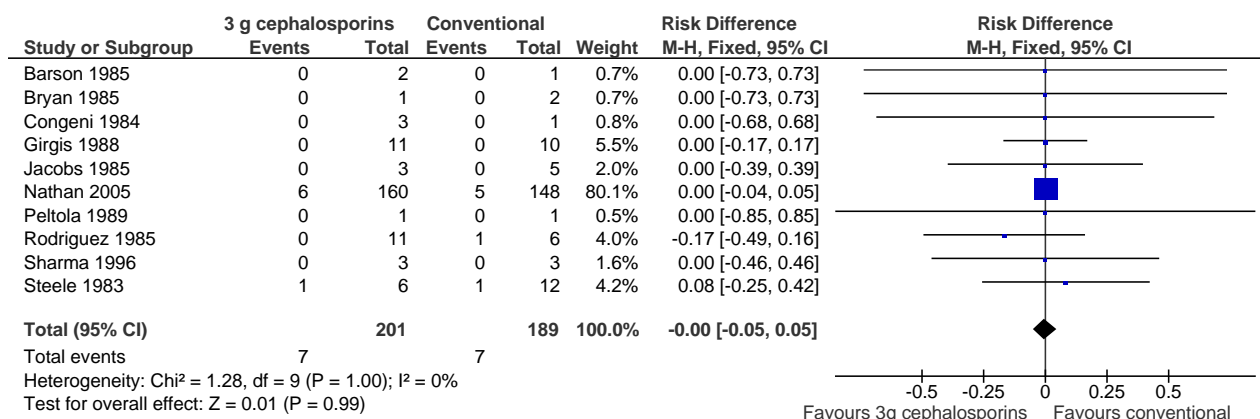 3 g cephalosporins Conventional Risk Difference Risk Difference
Study or Subgroup Events Total Events Total Weight M-H, Fixed, 95% CI M-H, Fixed, 95% CI
Barson 1985 0 2 0 1 0.7% 0.00 [-0.73, 0.73]
Bryan 1985 0 1 0 2 0.7% 0.00 [-0.73, 0.73]
Congeni 1984 0 3 0 1 0.8% 0.00 [-0.68, 0.68]
Girgis 1988 0 11 0 10 5.5% 0.00 [-0.17, 0.17]
Jacobs 1985 0 3 0 5 2.0% 0.00 [-0.39, 0.39]
Nathan 2005 6 160 5 148 80.1% 0.00 [-0.04, 0.05]
Peltola 1989 0 1 0 1 0.5% 0.00 [-0.85, 0.85]
Rodriguez 1985 0 11 1 6 4.0% -0.17 [-0.49, 0.16]
Sharma 1996 0 3 0 3 1.6% 0.00 [-0.46, 0.46]
Steele 1983 1 6 1 12 4.2% 0.08 [-0.25, 0.42]
Total (95% CI) 201 189 100.0% -0.00 [-0.05, 0.05]
Total events 7 7
Heterogeneity: Chi² = 1.28, df = 9 (P = 1.00); I² = 0%
Test for overall effect: Z = 0.01 (P = 0.99)
-0.5 -0.25 0 0.25 0.5
Favours 3g cephalosporins Favours conventional